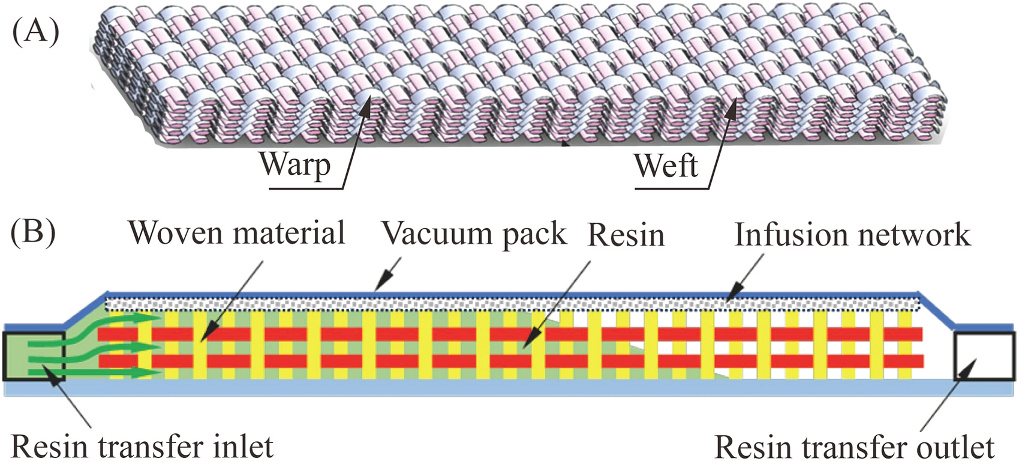 (A)
Warp
Weft
(B)
Woven material
Vacuum pack
Resin
Infusion network
Resin transfer inlet
Resin transfer outlet